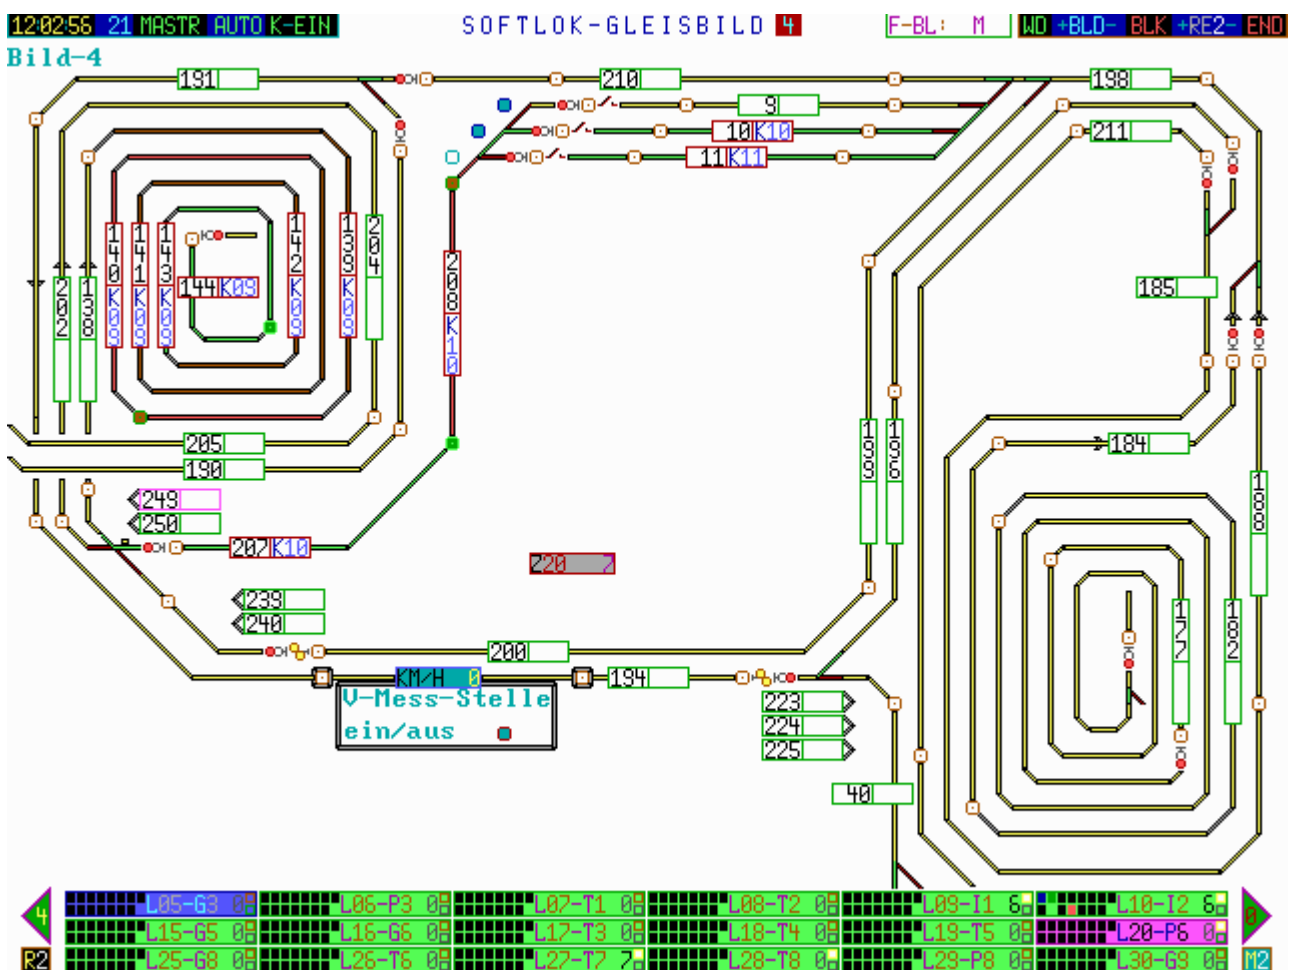 12:02:56 21 MASTR AUTO K-EIN SOFTLOK-GLEISBILD 4 F-BL: M WD +BLD- BLK +RE2- END
Bild-4
191 210 198
9
10 K10
11 K11
211
204
140 K09
141 K09
143 K09
142 K09
139 K09
144 K09
202
138
208 K10
185
205
190
199
196
184
188
249
250
207 K10
Z20 7
239
240
200
177
182
KM/H 0
194
V-Mess-Stelle
ein/aus
223
224
225
40
4 L05-G3 0 L06-P3 0 L07-T1 0 L08-T2 0 L09-I1 6 L10-I2 6 0
L15-G5 0 L16-G6 0 L17-T3 0 L18-T4 0 L19-T5 0 L20-P6 0
R2 L25-G8 0 L26-T6 0 L27-T7 7 L28-T8 0 L29-P8 0 L30-G9 0 M2